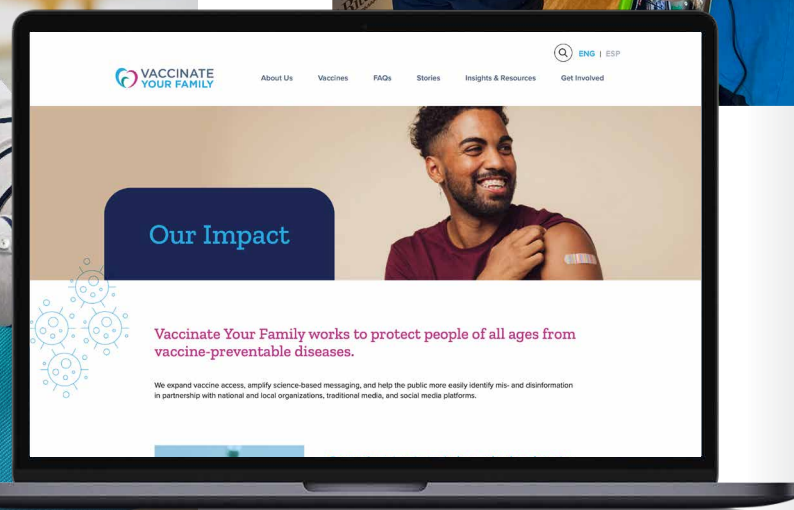 ENG | ESP
VACCINATE
YOUR FAMILY
About Us Vaccines FAQs Stories Insights & Resources Get Involved
Our Impact
Vaccinate Your Family works to protect people of all ages from
vaccine-preventable diseases.
We expand vaccine access, amplify science-based messaging, and help the public more easily identify mis- and disinformation
in partnership with national and local organizations, traditional media, and social media platforms.